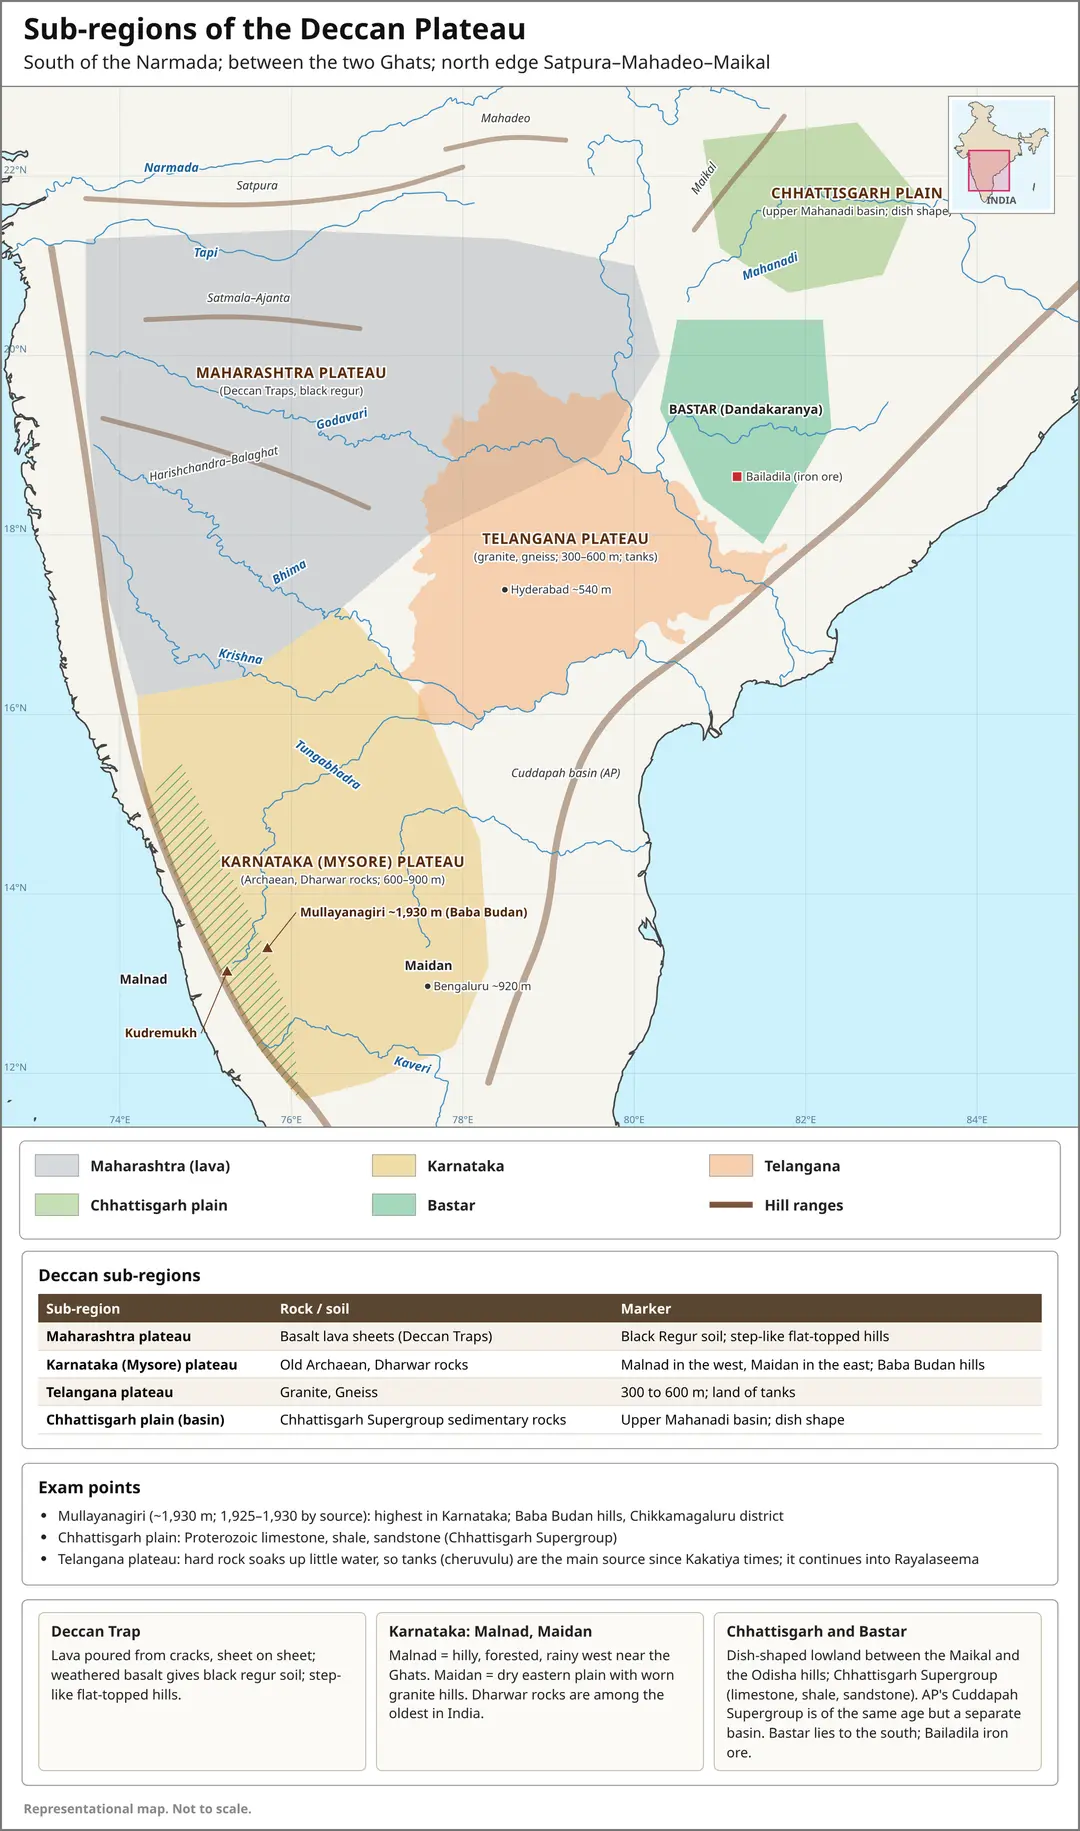 Sub-regions of the Deccan Plateau
South of the Narmada; between the two Ghats; north edge Satpura–Mahadeo–Maikal
Mahadeo
Narmada
22°N
Satpura
Maikal
CHHATTISGARH PLAIN
(upper Mahanadi basin; dish shape,
INDIA
Tapi
Mahanadi
Satmala–Ajanta
20°N
MAHARASHTRA PLATEAU
(Deccan Traps, black regur)
Godavari
BASTAR (Dandakaranya)
Harishchandra–Balaghat
Bailadila (iron ore)
18°N
TELANGANA PLATEAU
(granite, gneiss; 300–600 m; tanks)
Bhima
Hyderabad ~540 m
Krishna
16°N
Tungabhadra
Cuddapah basin (AP)
KARNATAKA (MYSORE) PLATEAU
(Archaean, Dharwar rocks; 600–900 m)
14°N
Mullayanagiri ~1,930 m (Baba Budan)
Maidan
Malnad
Bengaluru ~920 m
Kudremukh
Kaveri
12°N
74°E
76°E
78°E
80°E
82°E
84°E
Maharashtra (lava)
Karnataka
Telangana
Chhattisgarh plain
Bastar
Hill ranges
Deccan sub-regions
Sub-region Rock / soil Marker
Maharashtra plateau Basalt lava sheets (Deccan Traps) Black Regur soil; step-like flat-topped hills
Karnataka (Mysore) plateau Old Archaean, Dharwar rocks Malnad in the west, Maidan in the east; Baba Budan hills
Telangana plateau Granite, Gneiss 300 to 600 m; land of tanks
Chhattisgarh plain (basin) Chhattisgarh Supergroup sedimentary rocks Upper Mahanadi basin; dish shape
Exam points
• Mullayanagiri (~1,930 m; 1,925–1,930 by source): highest in Karnataka; Baba Budan hills, Chikkamagaluru district
• Chhattisgarh plain: Proterozoic limestone, shale, sandstone (Chhattisgarh Supergroup)
• Telangana plateau: hard rock soaks up little water, so tanks (cheruvulu) are the main source since Kakatiya times; it continues into Rayalaseema
Deccan Trap
Lava poured from cracks, sheet on sheet;
weathered basalt gives black regur soil; step-
like flat-topped hills.
Karnataka: Malnad, Maidan
Malnad = hilly, forested, rainy west near the
Ghats. Maidan = dry eastern plain with worn
granite hills. Dharwar rocks are among the
oldest in India.
Chhattisgarh and Bastar
Dish-shaped lowland between the Maikal and
the Odisha hills; Chhattisgarh Supergroup
(limestone, shale, sandstone). AP's Cuddapah
Supergroup is of the same age but a separate
basin. Bastar lies to the south; Bailadila iron
ore.
Representational map. Not to scale.